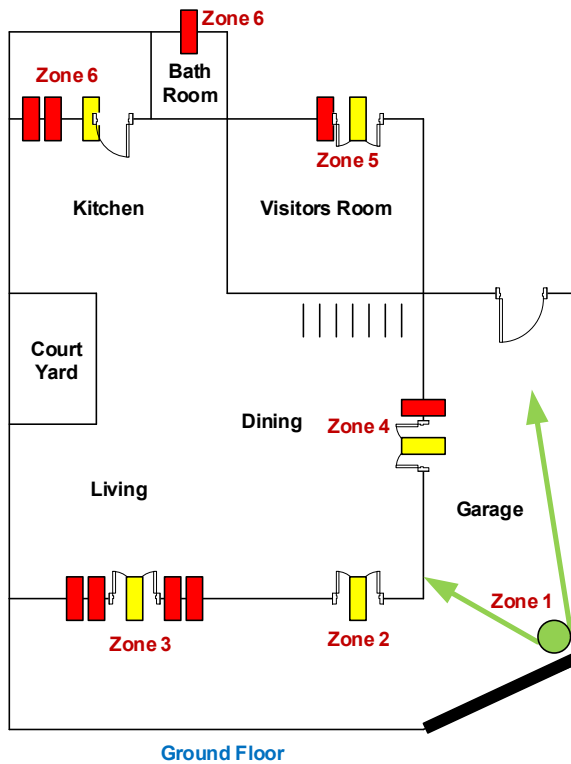 Zone 6
Zone 6
Bath
Room
Zone 5
Kitchen
Visitors Room
Court
Yard
Dining
Zone 4
Living
Garage
Zone 1
Zone 3
Zone 2
Ground Floor